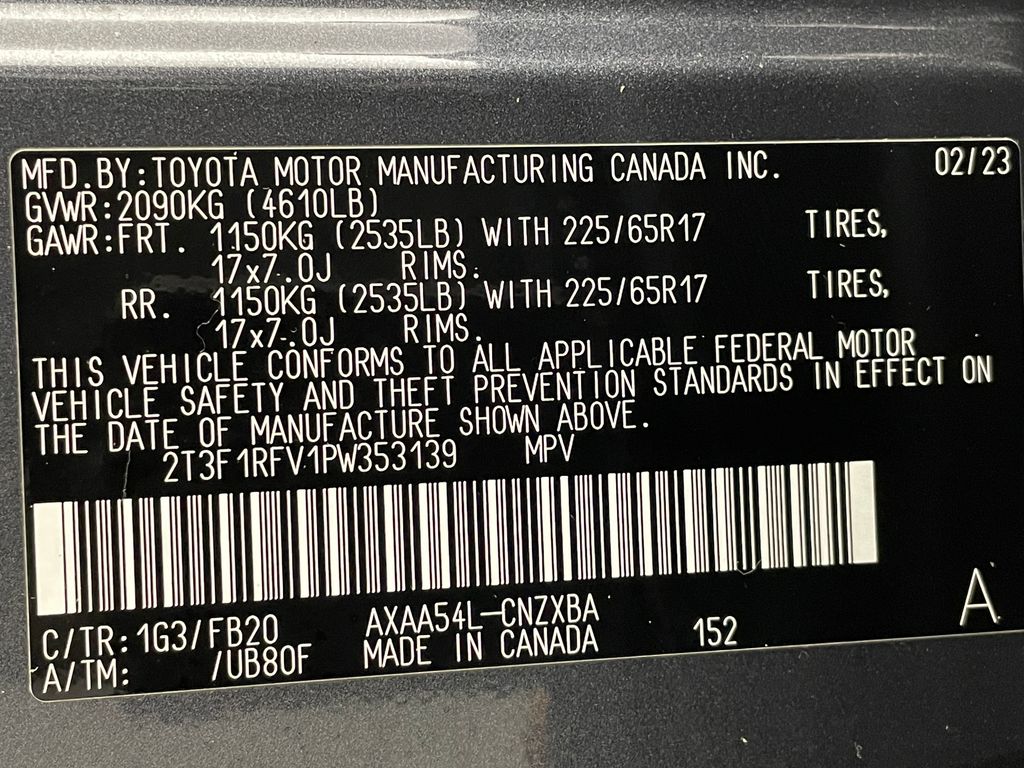 MFD.BY:TOYOTA MOTOR MANUFACTURING CANADA INC. 02/23
GVWR:2090KG (4610LB)
GAWR:FRT. 1150KG (2535LB) WITH 225/65R17 TIRES,
17x7.0J RIMS.
RR. 1150KG (2535LB) WITH 225/65R17 TIRES,
17x7.0J RIMS.
THIS VEHICLE CONFORMS TO ALL APPLICABLE FEDERAL MOTOR
VEHICLE SAFETY AND THEFT PREVENTION STANDARDS IN EFFECT ON
THE DATE OF MANUFACTURE SHOWN ABOVE.
2T3F1RFV1PW353139 MPV
C/TR:1G3/FB20 AXAA54L-CNZXBA 152 A
A/TM: /UB80F MADE IN CANADA